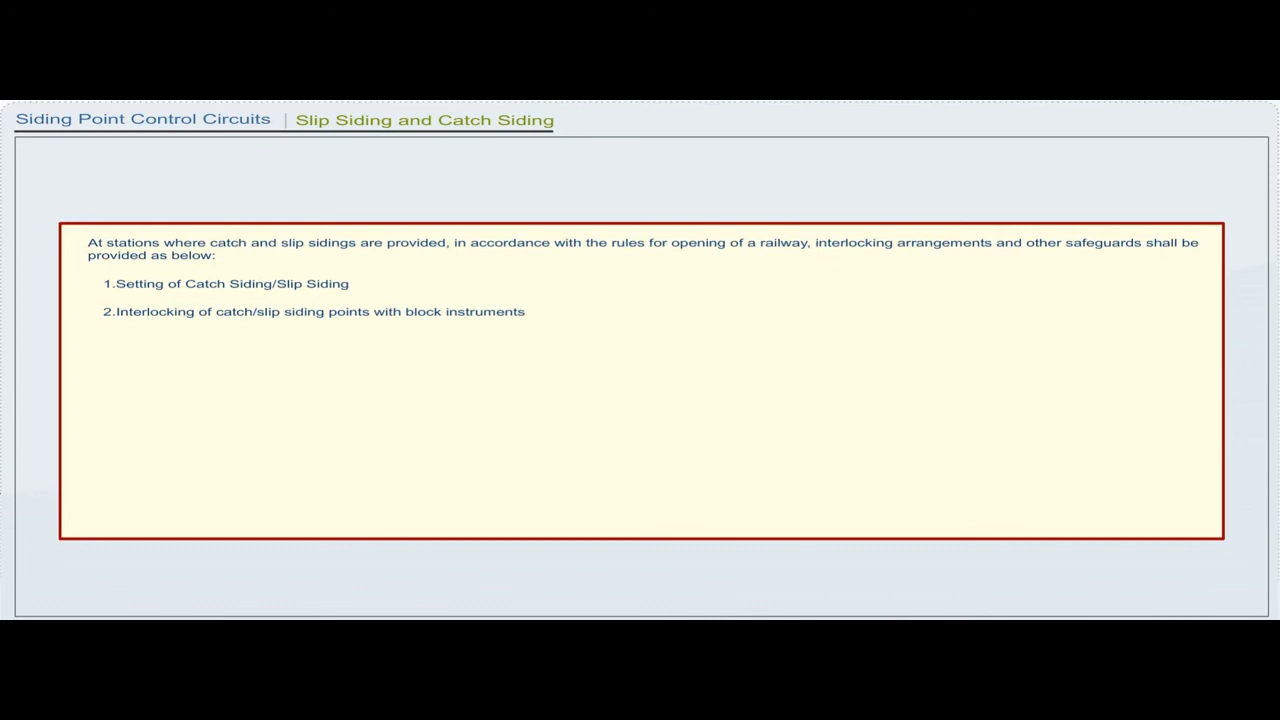 Siding Point Control Circuits | Slip Siding and Catch Siding
At stations where catch and slip sidings are provided, in accordance with the rules for opening of a railway, interlocking arrangements and other safeguards shall be
provided as below:
1.Setting of Catch Siding/Slip Siding
2.Interlocking of catch/slip siding points with block instruments